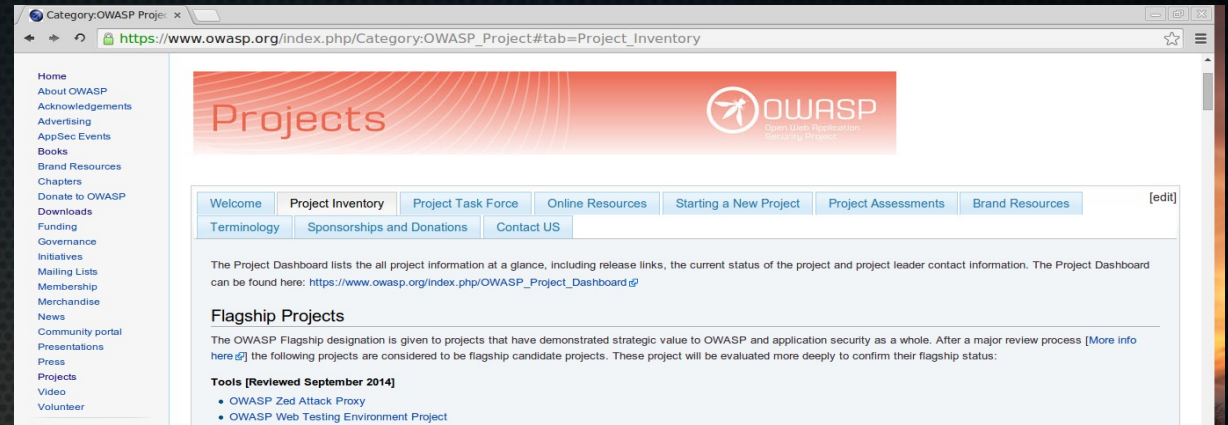 Category:OWASP Projec
https://www.owasp.org/index.php/Category:OWASP_Project#tab=Project_Inventory
Home
About OWASP
Acknowledgements
Advertising
AppSec Events
Books
Brand Resources
Chapters
Donate to OWASP
Downloads
Funding
Governance
Initiatives
Mailing Lists
Membership
Merchandise
News
Community portal
Presentations
Press
Projects
Video
Volunteer
Projects
OWASP
Open Web Application
Security Project
Welcome Project Inventory Project Task Force Online Resources Starting a New Project Project Assessments Brand Resources [edit]
Terminology Sponsorships and Donations Contact US
The Project Dashboard lists the all project information at a glance, including release links, the current status of the project and project leader contact information. The Project Dashboard
can be found here: https://www.owasp.org/index.php/OWASP_Project_Dashboard
Flagship Projects
The OWASP Flagship designation is given to projects that have demonstrated strategic value to OWASP and application security as a whole. After a major review process [More info
here] the following projects are considered to be flagship candidate projects. These project will be evaluated more deeply to confirm their flagship status:
Tools [Reviewed September 2014]
• OWASP Zed Attack Proxy
• OWASP Web Testing Environment Project